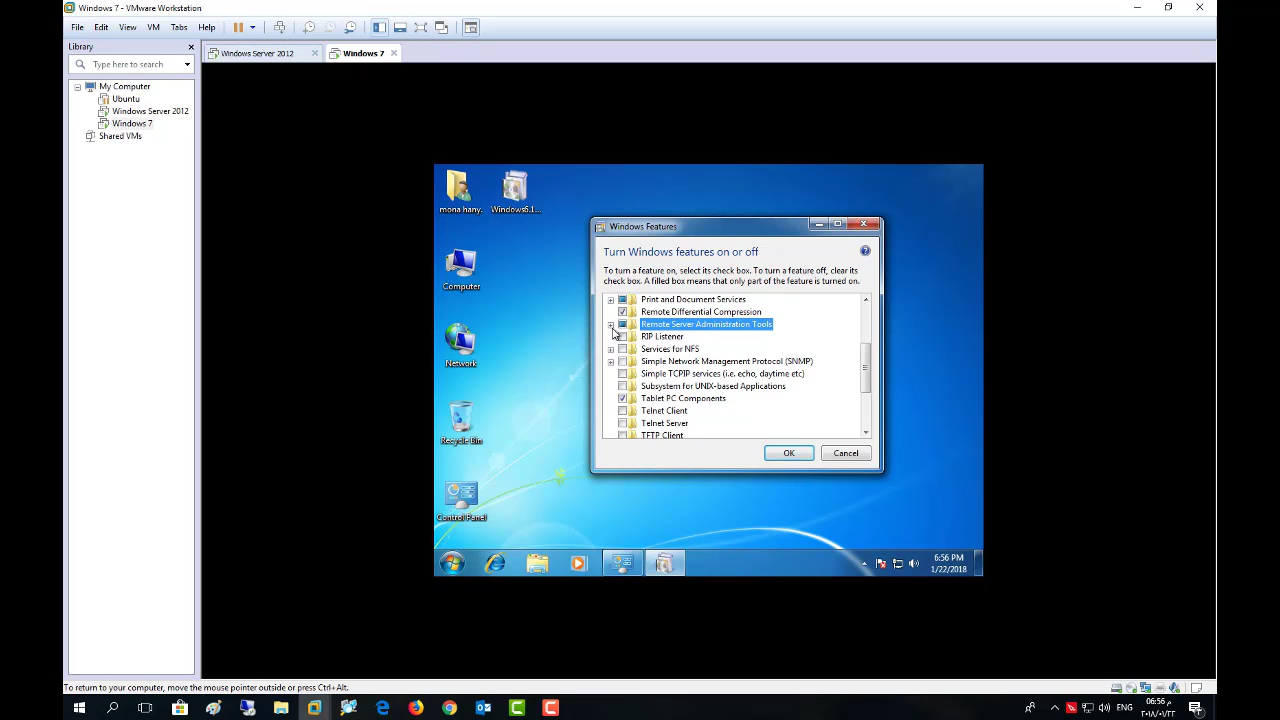 Windows 7 - VMware Workstation
File Edit View VM Tabs Help
Library
Type here to search
My Computer
Ubuntu
Windows Server 2012
Windows 7
Shared VMs
Windows Server 2012
Windows 7
mona hany.
Windows6.1...
Computer
Network
Recycle Bin
Control Panel
Windows Features
Turn Windows features on or off
To turn a feature on, select its check box. To turn a feature off, clear its
check box. A filled box means that only part of the feature is turned on.
Print and Document Services
Remote Differential Compression
Remote Server Administration Tools
RIP Listener
Services for NFS
Simple Network Management Protocol (SNMP)
Simple TCPIP services (i.e. echo, daytime etc)
Subsystem for UNIX-based Applications
Tablet PC Components
Telnet Client
Telnet Server
TFTP Client
OK
Cancel
6:56 PM
1/22/2018
To return to your computer, move the mouse pointer outside or press Ctrl+Alt.
ENG
06:56 م
٢٠١٨/٠١/٢٢